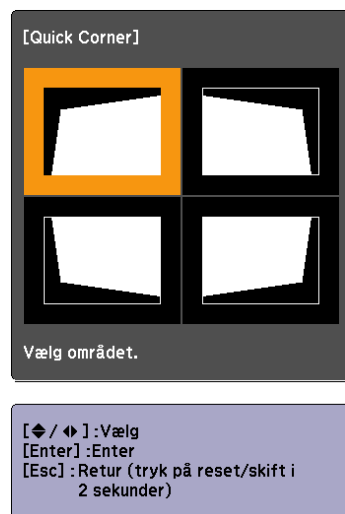 [Quick Corner]
Vælg området.
[◆/◆] :Vælg
[Enter] :Enter
[Esc] : Retur (tryk på reset/skift i
2 sekunder)